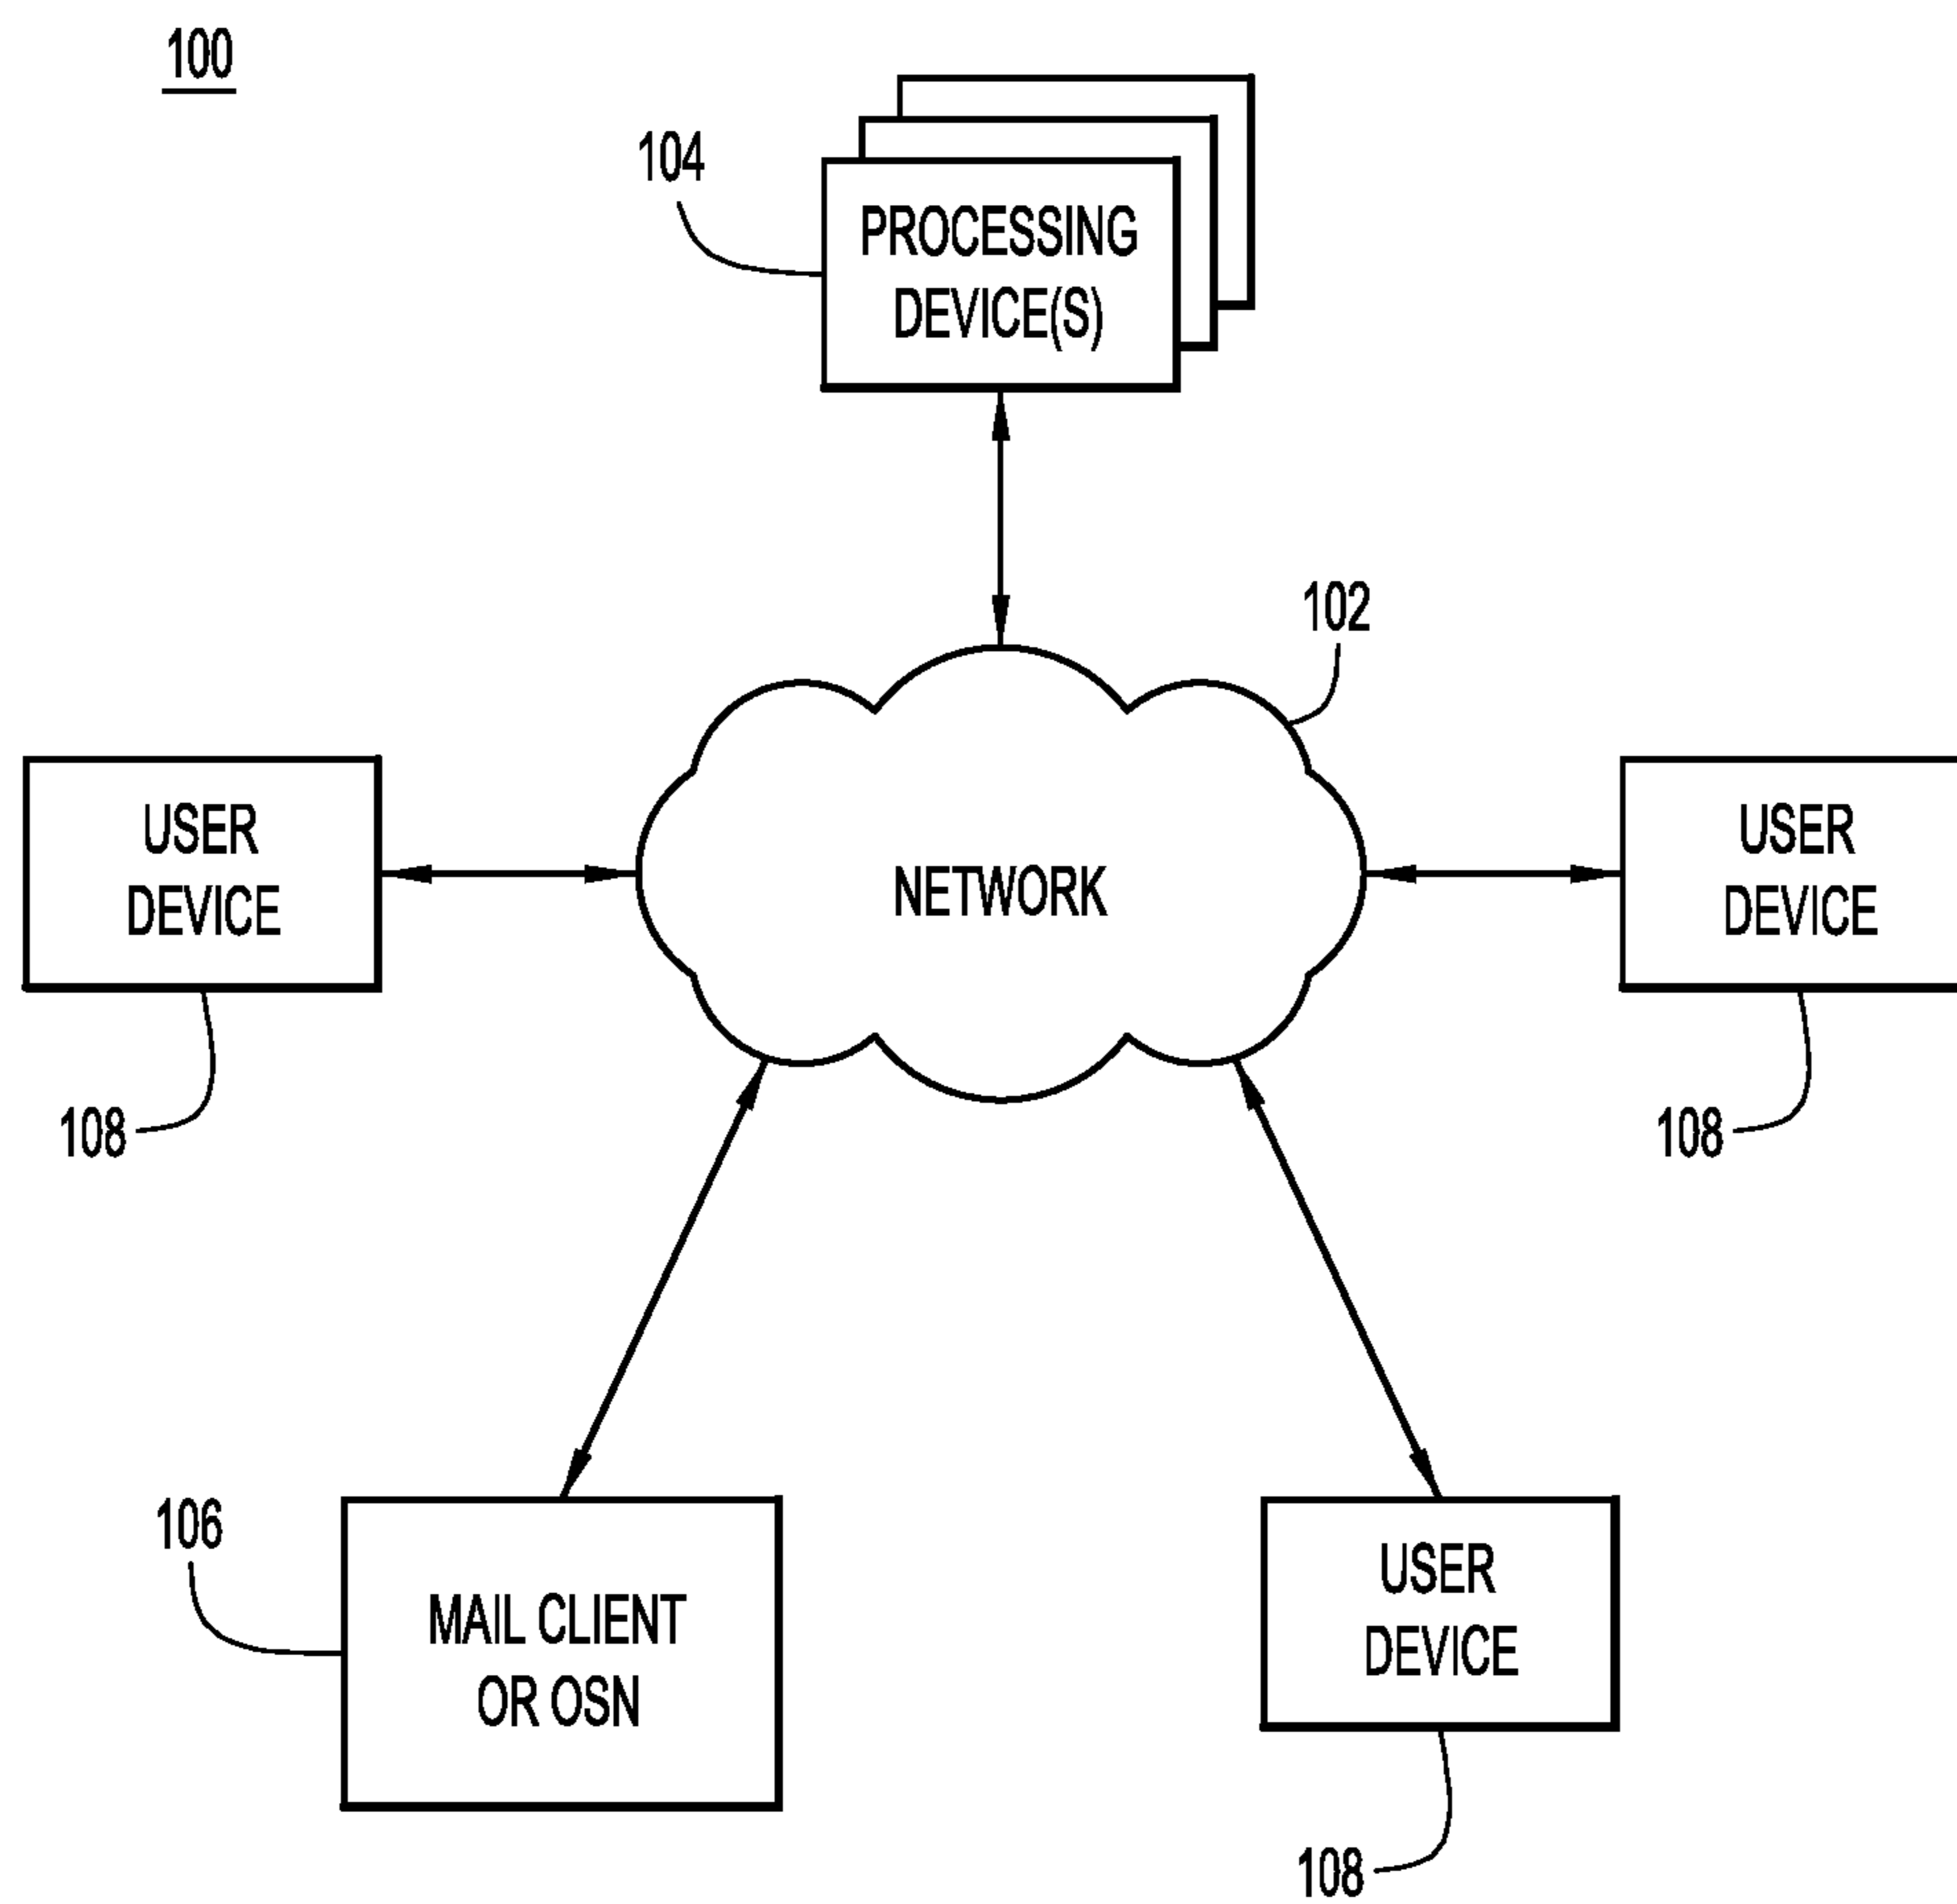 100
104
PROCESSING
DEVICE(S)
102
USER
DEVICE
NETWORK
USER
DEVICE
108
108
106
MAIL CLIENT
OR OSN
USER
DEVICE
108